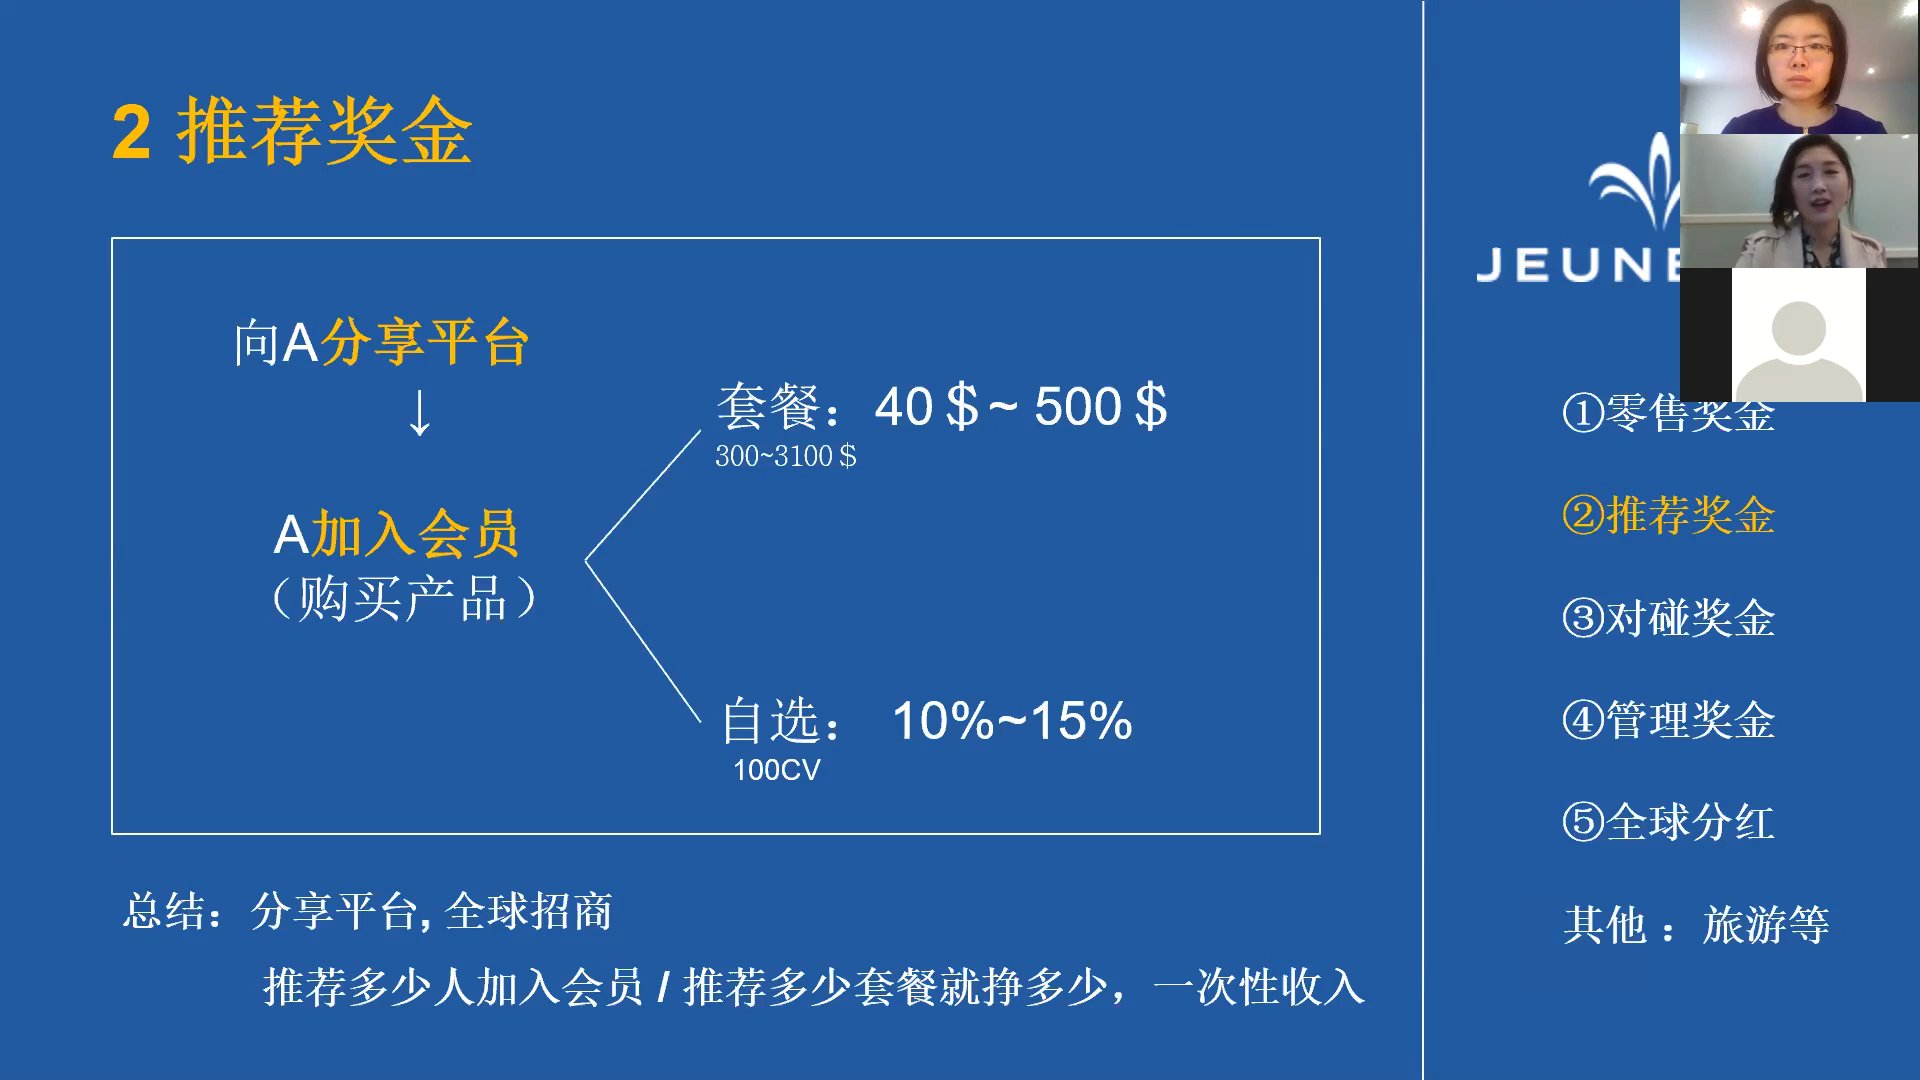 2 推荐奖金
向A分享平台
↓
A加入会员
（购买产品）
套餐：40＄~ 500＄
300~3100＄
自选： 10%~15%
100CV
总结：分享平台, 全球招商
推荐多少人加入会员 / 推荐多少套餐就挣多少，一次性收入
JEUNE
①零售奖金
②推荐奖金
③对碰奖金
④管理奖金
⑤全球分红
其他 ：旅游等